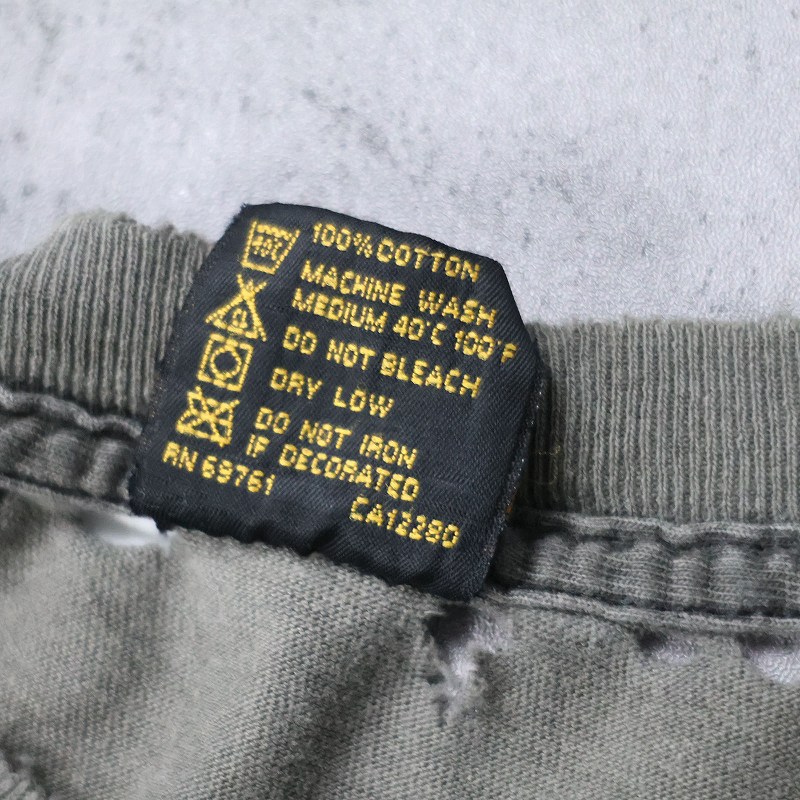 100% COTTON
MACHINE WASH
MEDIUM 40°C 100°F
DO NOT BLEACH
DRY LOW
DO NOT IRON
IF DECORATED
RN 69761
CA12280